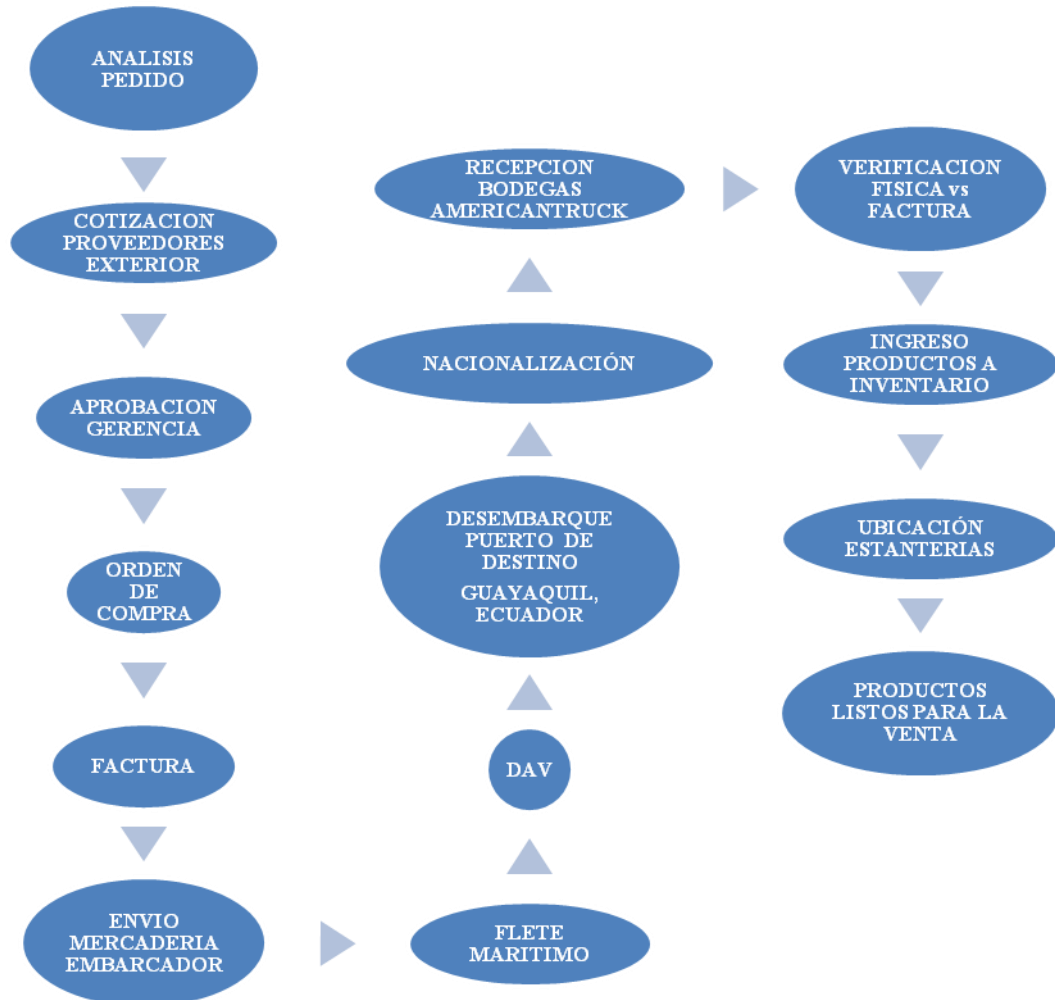 ANALISIS
PEDIDO
COTIZACION
PROVEEDORES
EXTERIOR
APROBACION
GERENCIA
ORDEN
DE
COMPRA
FACTURA
ENVIO
MERCADERIA
EMBARCADOR
FLETE
MARITIMO
DAV
DESEMBARQUE
PUERTO DE
DESTINO
GUAYAQUIL,
ECUADOR
NACIONALIZACIÓN
RECEPCION
BODEGAS
AMERICANTRUCK
VERIFICACION
FISICA vs
FACTURA
INGRESO
PRODUCTOS A
INVENTARIO
UBICACIÓN
ESTANTERIAS
PRODUCTOS
LISTOS PARA LA
VENTA